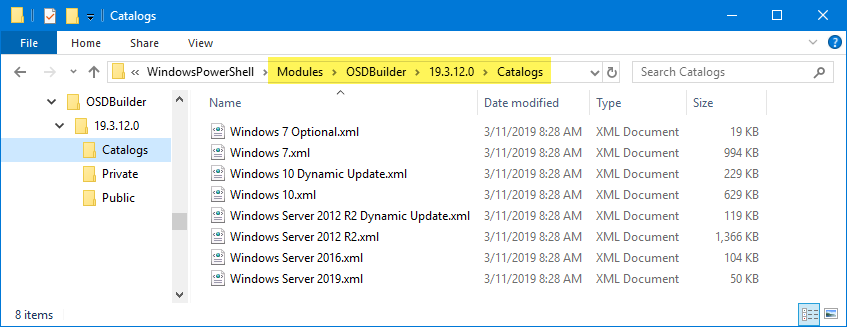 Catalogs
File Home Share View
« WindowsPowerShell > Modules > OSDBuilder > 19.3.12.0 > Catalogs Search Catalogs
OSDBuilder
19.3.12.0
Catalogs
Private
Public
Name Date modified Type Size
Windows 7 Optional.xml 3/11/2019 8:28 AM XML Document 19 KB
Windows 7.xml 3/11/2019 8:28 AM XML Document 994 KB
Windows 10 Dynamic Update.xml 3/11/2019 8:28 AM XML Document 229 KB
Windows 10.xml 3/11/2019 8:28 AM XML Document 629 KB
Windows Server 2012 R2 Dynamic Update.xml 3/11/2019 8:28 AM XML Document 119 KB
Windows Server 2012 R2.xml 3/11/2019 8:28 AM XML Document 1,366 KB
Windows Server 2016.xml 3/11/2019 8:28 AM XML Document 104 KB
Windows Server 2019.xml 3/11/2019 8:28 AM XML Document 50 KB
8 items